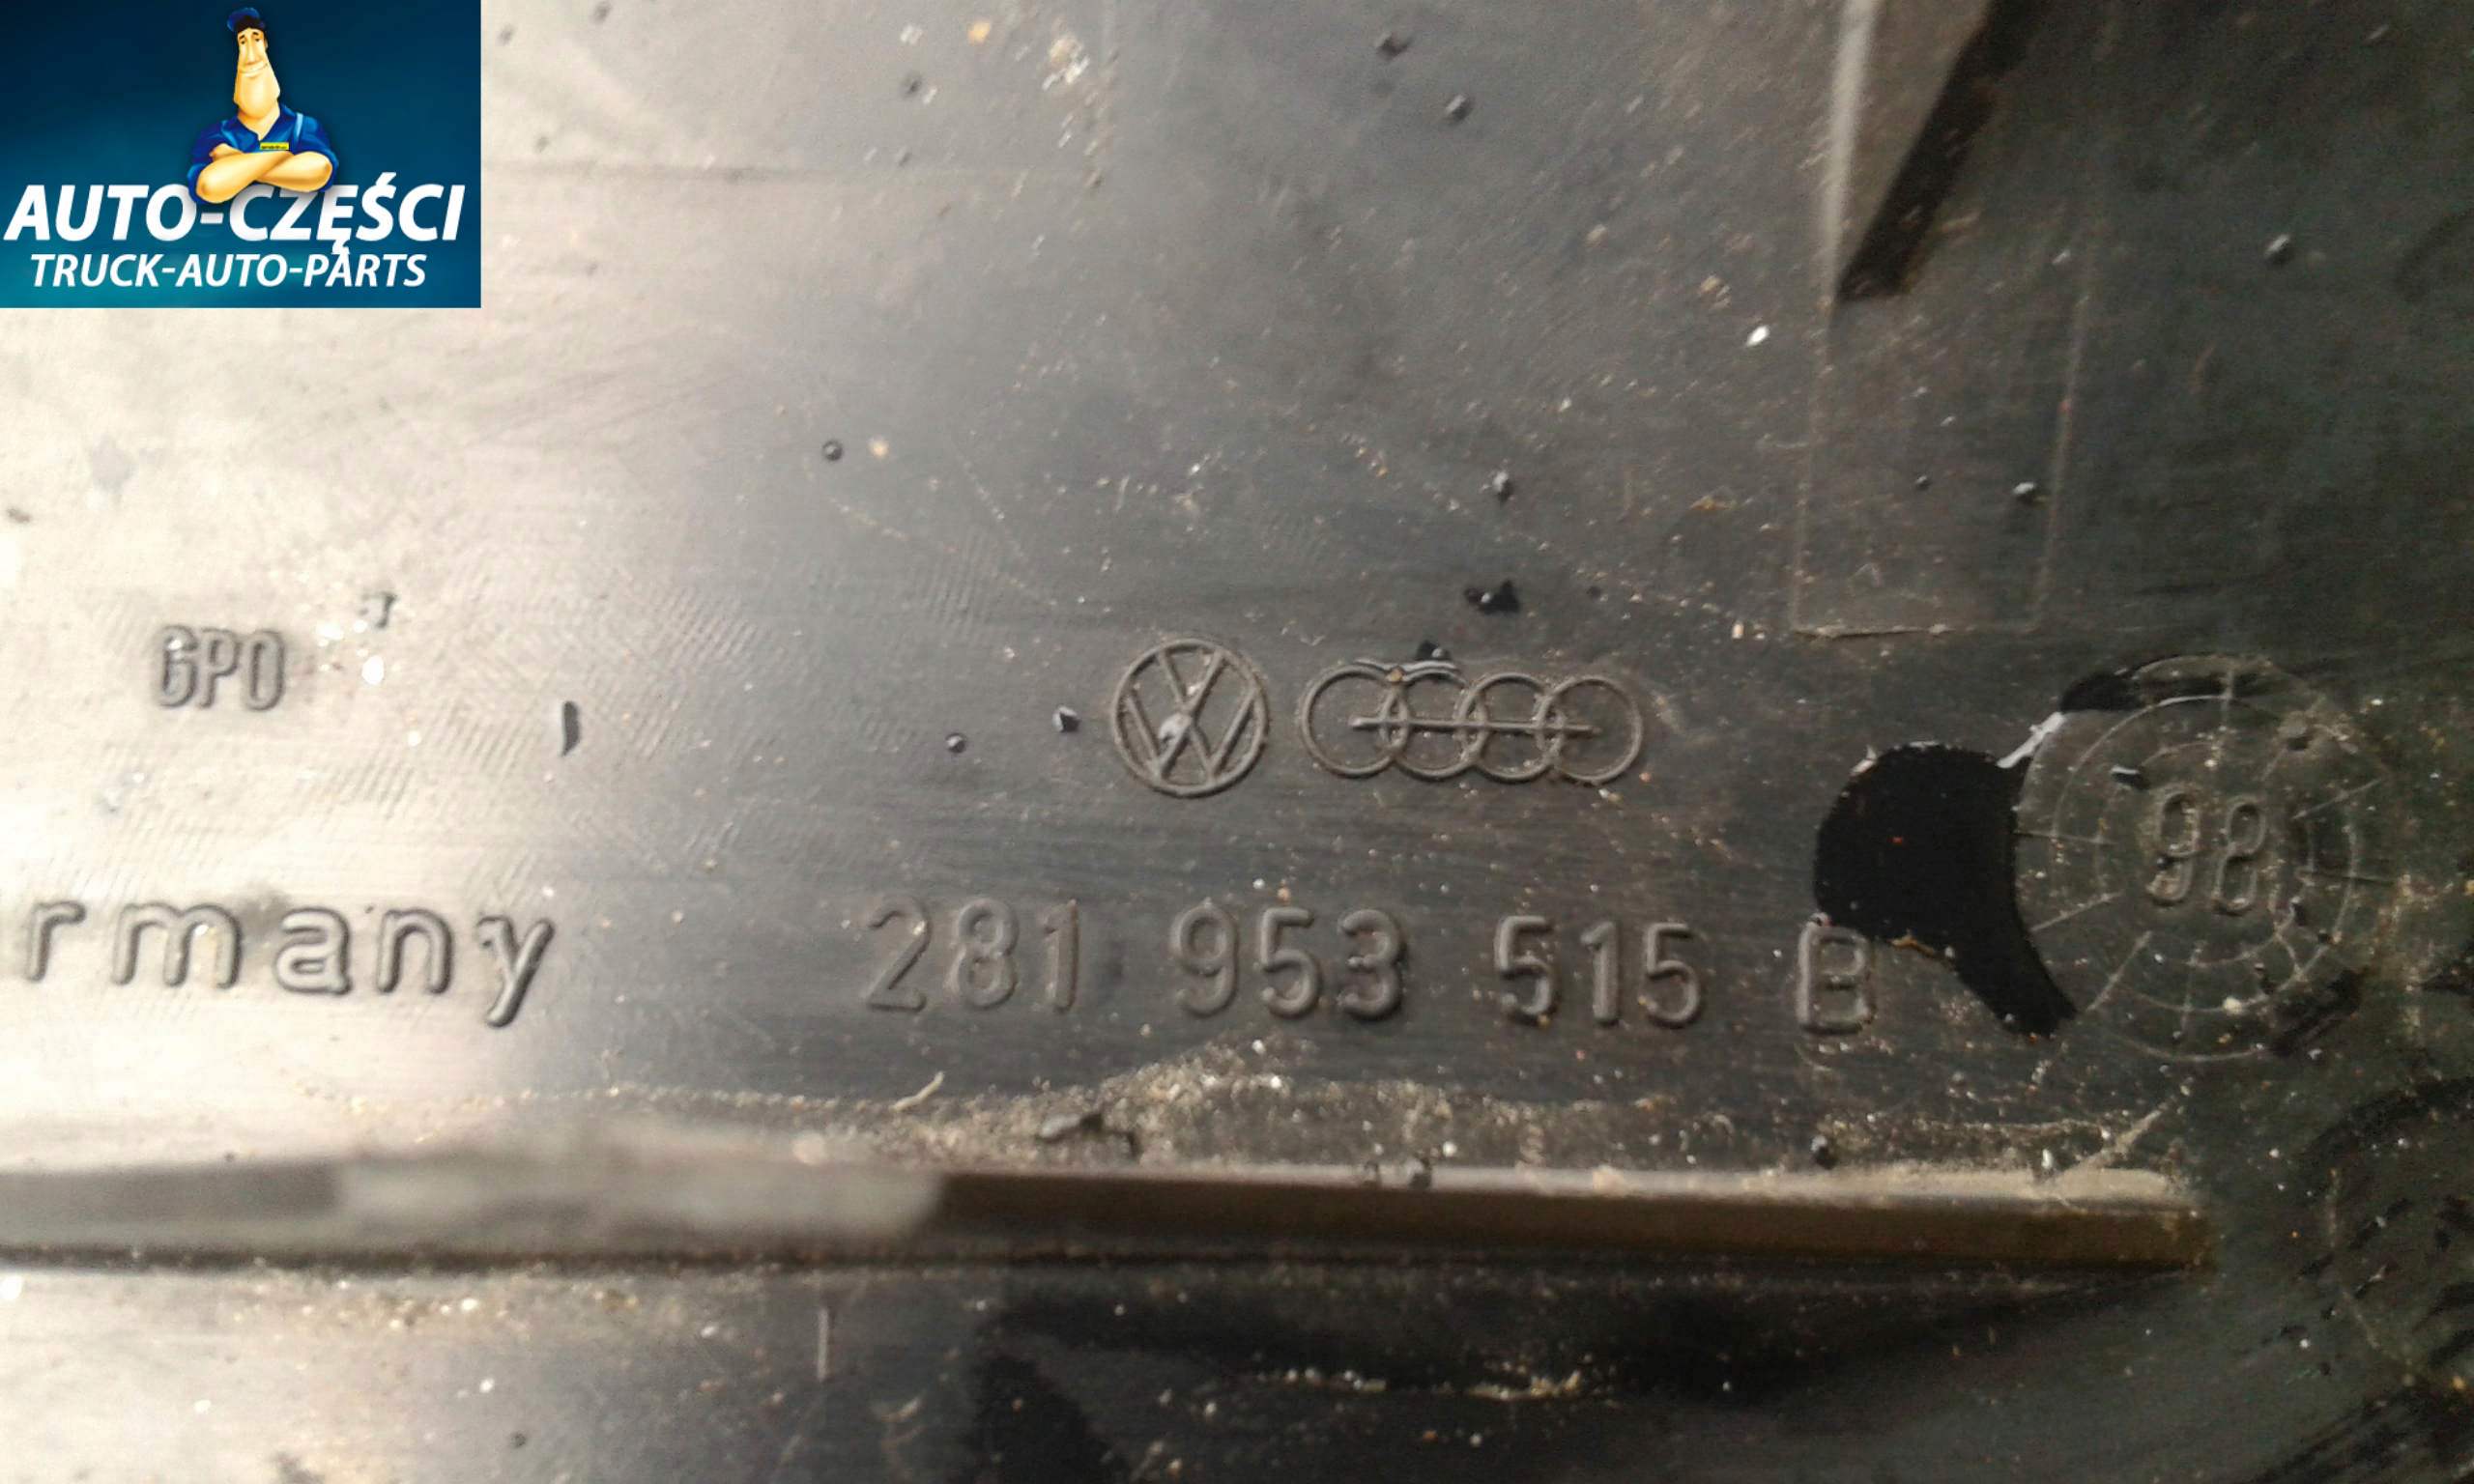 AUTO-CZĘŚCI
TRUCK-AUTO-PARTS
GPO
rmany
281 953 515 B
98